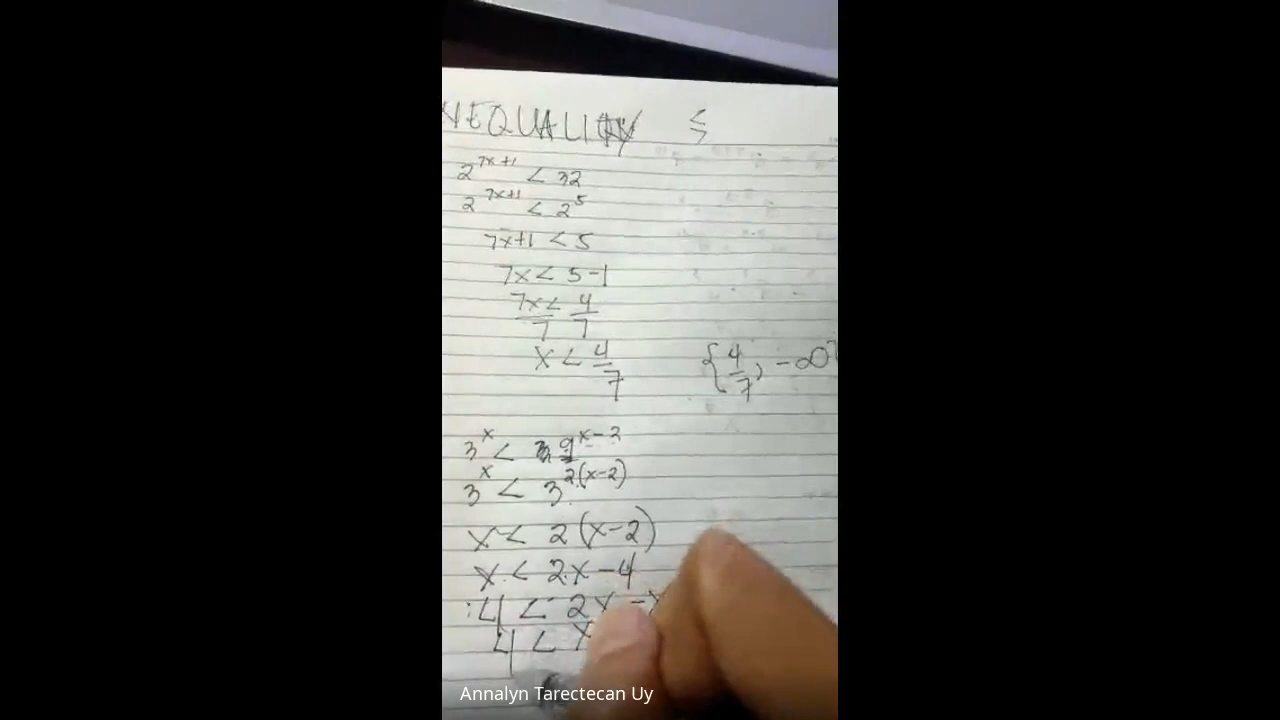 NEQUALITY ≤ >
2^{7x+1} < 32
2^{7x+1} < 2^5
7x+1 < 5
7x < 5-1
7x/7 < 4/7
x < 4/7 {4/7, -∞
3^x < 9^{x-2}
3^x < 3^{2(x-2)}
x < 2(x-2)
x < 2x-4
4 < 2x-x
4 < x
Annalyn Tarectecan Uy